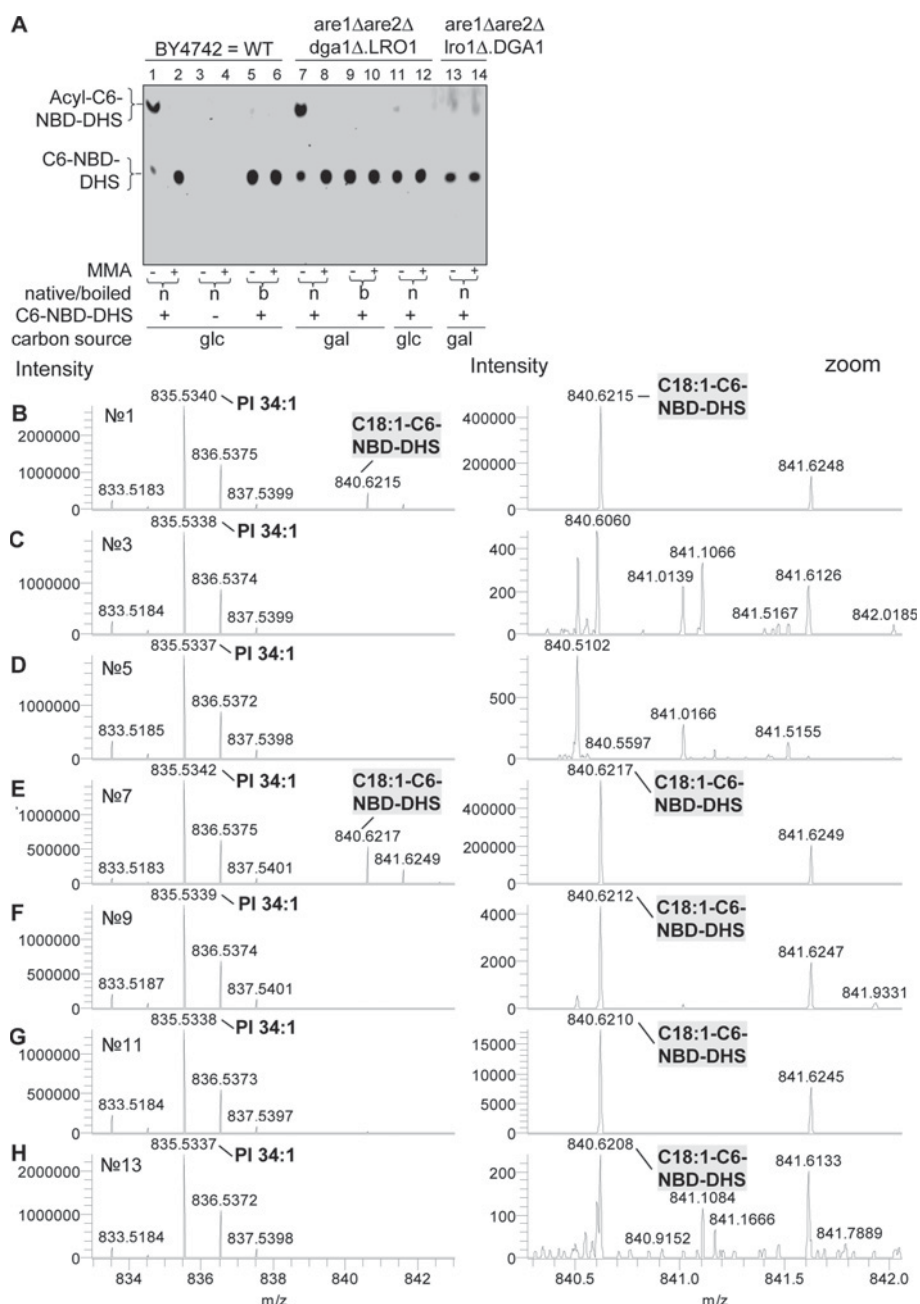 A
BY4742 = WT
are1Δare2Δ
dga1Δ.LRO1
are1Δare2Δ
lro1Δ.DGA1
1 2 3 4 5 6 7 8 9 10 11 12 13 14
Acyl-C6-
NBD-DHS
C6-NBD-
DHS
MMA - + - + - + - + - + - + - +
native/boiled n n b n b n n
C6-NBD-DHS + - + + + + +
carbon source glc gal glc gal
Intensity
B
№1
835.5340
PI 34:1
836.5375
C18:1-C6-
NBD-DHS
833.5183
837.5399
840.6215
2000000
1000000
0
Intensity
zoom
840.6215
C18:1-C6-
NBD-DHS
841.6248
400000
200000
0
C
№3
835.5338
PI 34:1
836.5374
833.5184
837.5399
1000000
0
840.6060
841.1066
841.0139
841.6126
841.5167
842.0185
400
200
0
D
№5
835.5337
PI 34:1
836.5372
833.5185
837.5398
1000000
0
840.5102
841.0166
840.5597
841.5155
500
0
E
№7
835.5342
PI 34:1
C18:1-C6-
NBD-DHS
836.5375
840.6217
833.5183
837.5401
841.6249
1000000
500000
0
840.6217
C18:1-C6-
NBD-DHS
841.6249
400000
200000
0
F
№9
835.5339
PI 34:1
836.5374
833.5187
837.5401
1000000
500000
0
840.6212
C18:1-C6-
NBD-DHS
841.6247
841.9331
4000
2000
0
G
№11
835.5338
PI 34:1
836.5373
833.5184
837.5397
1000000
500000
0
840.6210
C18:1-C6-
NBD-DHS
841.6245
15000
10000
5000
0
H
№13
835.5337
PI 34:1
836.5372
833.5184
837.5398
2000000
1000000
0
834 836 838 840 842
m/z
840.6208
C18:1-C6-
NBD-DHS
841.6133
841.1084
841.1666
840.9152
841.7889
200
100
0
840.5 841.0 841.5 842.0
m/z